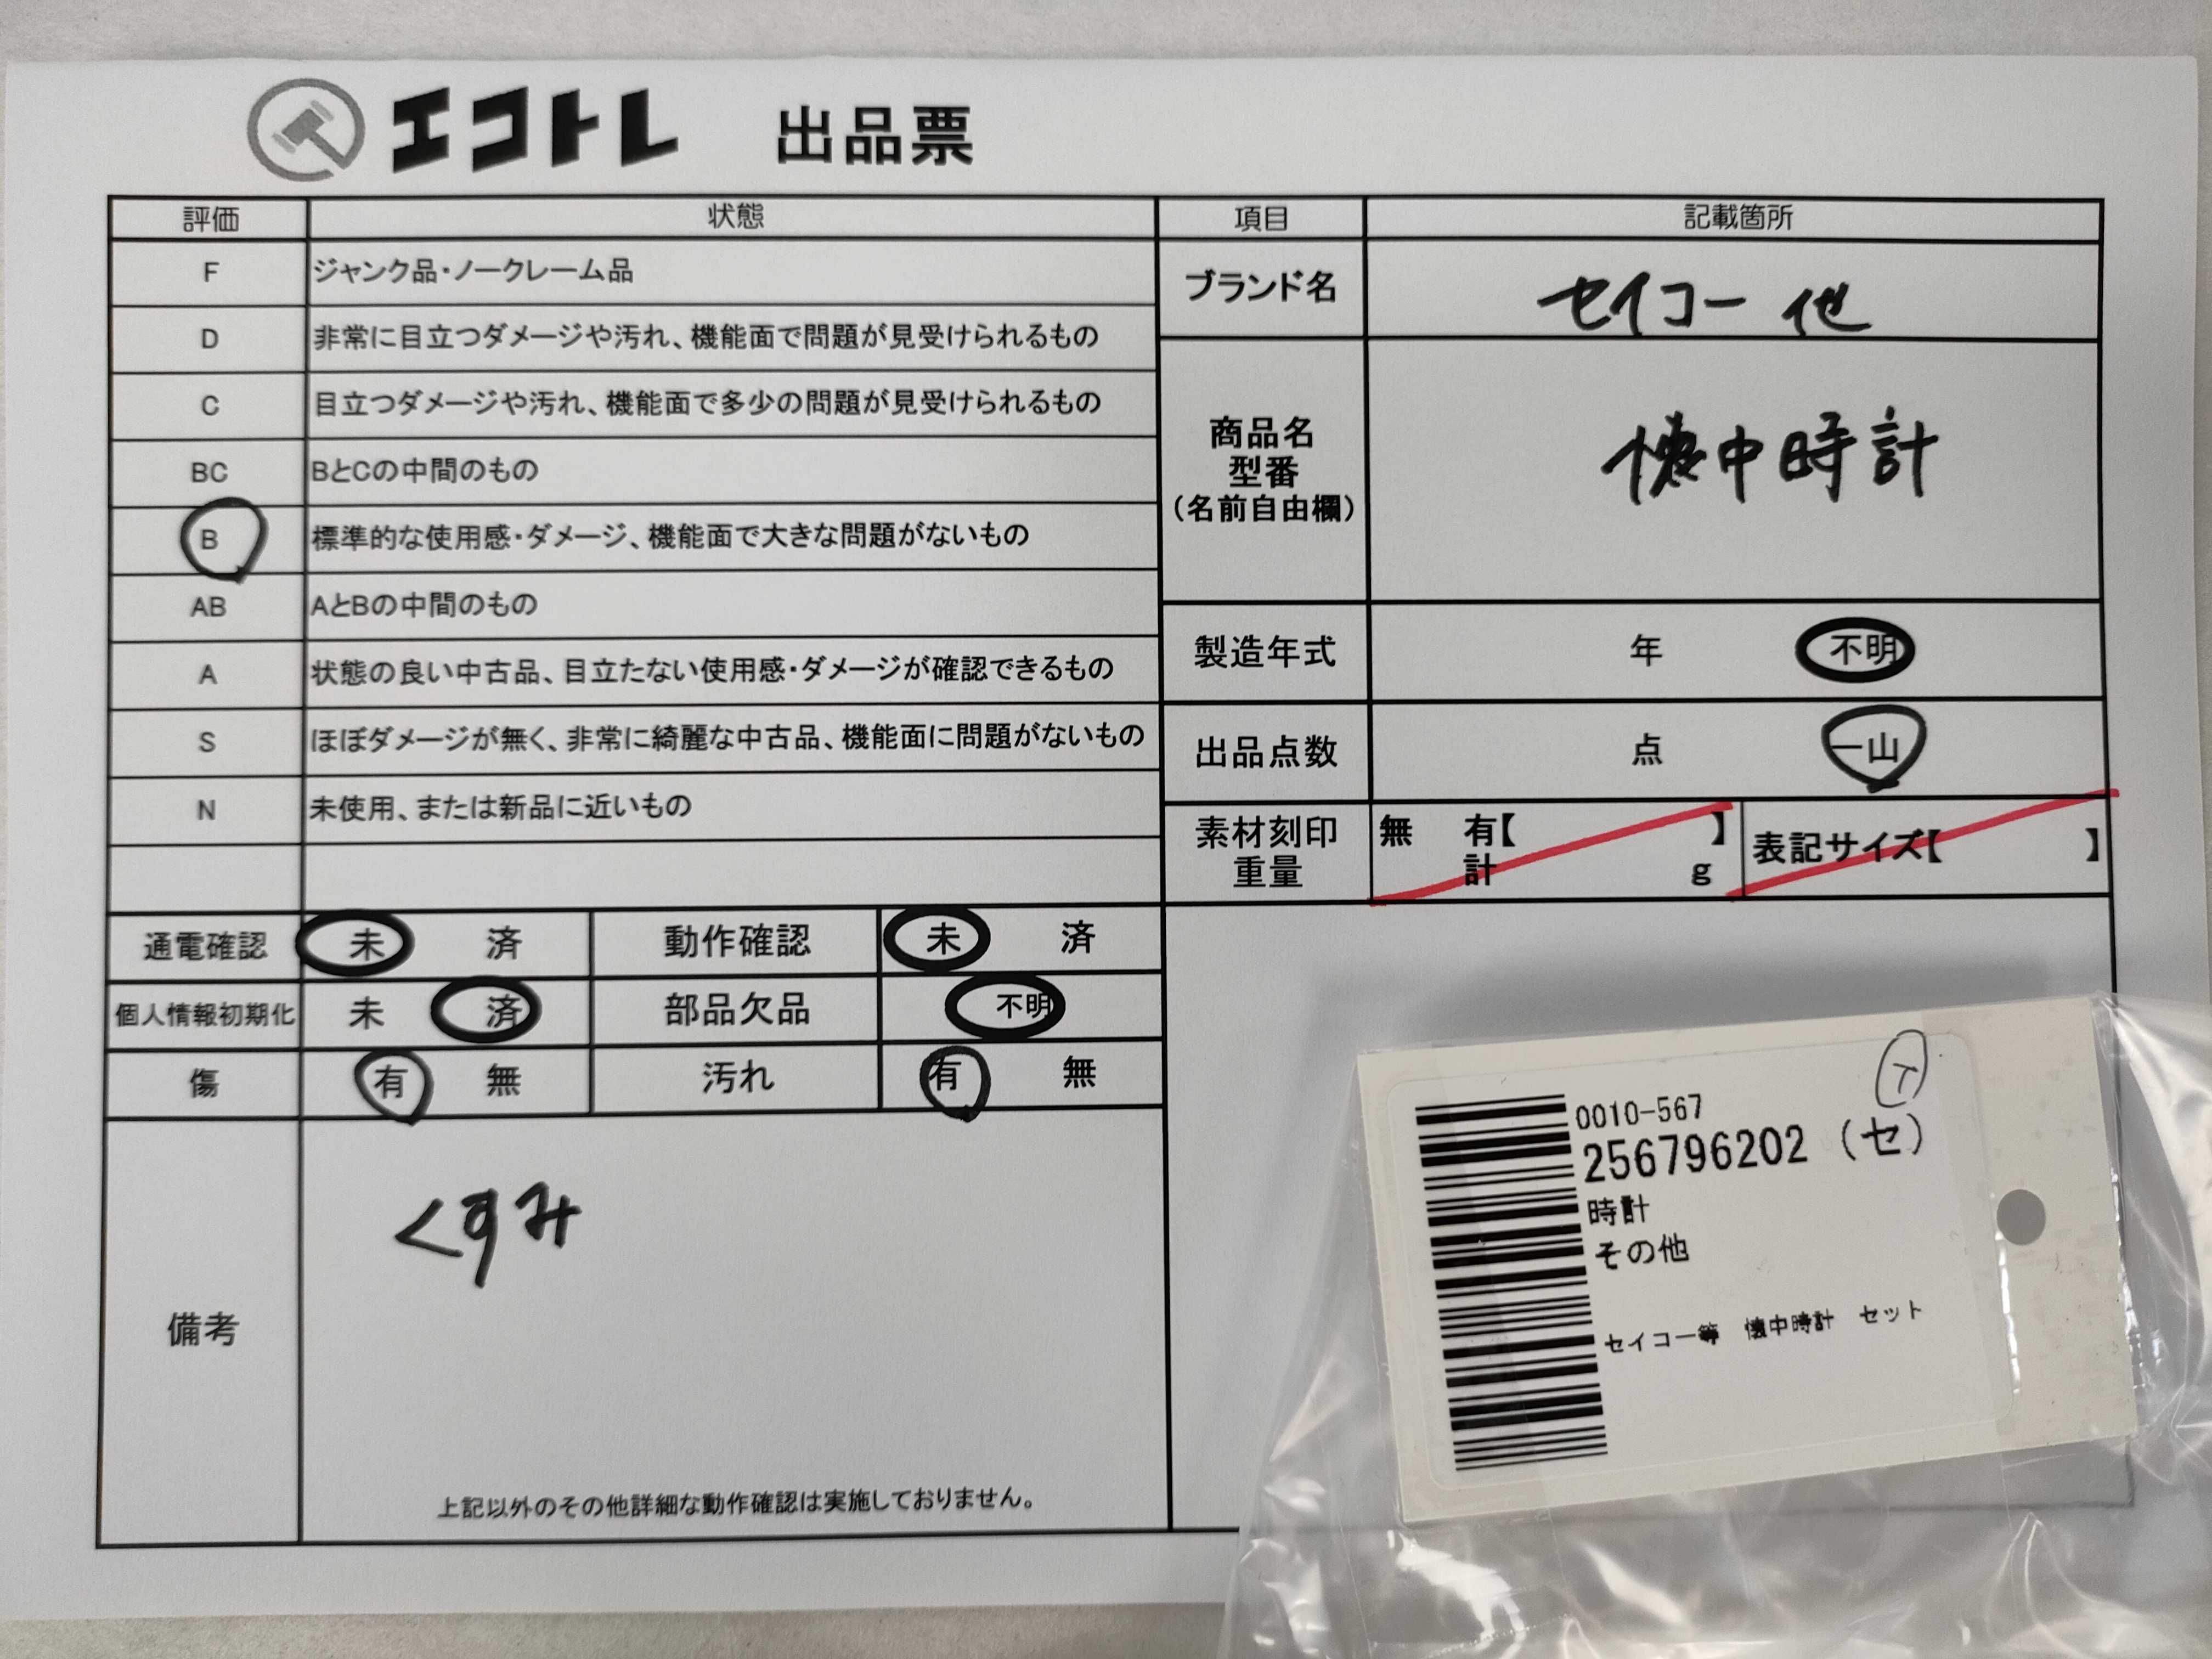 エコトレ 出品票
評価 状態
F ジャンク品・ノークレーム品
D 非常に目立つダメージや汚れ、機能面で問題が見受けられるもの
C 目立つダメージや汚れ、機能面で多少の問題が見受けられるもの
BC BとCの中間のもの
B 標準的な使用感・ダメージ、機能面で大きな問題がないもの
AB AとBの中間のもの
A 状態の良い中古品、目立たない使用感・ダメージが確認できるもの
S ほぼダメージが無く、非常に綺麗な中古品、機能面に問題がないもの
N 未使用、または新品に近いもの
通電確認 未 済 動作確認 未 済
個人情報初期化 未 済 部品欠品 不明
傷 有 無 汚れ 有 無
備考
くすみ
上記以外のその他詳細な動作確認は実施しておりません。
項目 記載箇所
ブランド名 セイコー 他
商品名
型番
(名前自由欄)
懐中時計
製造年式 年 不明
出品点数 点 一山
素材刻印
重量
無 有【 】
計 g
表記サイズ【 】
0010-567
256796202 (セ)
時計
その他
セイコー等 懐中時計 セット